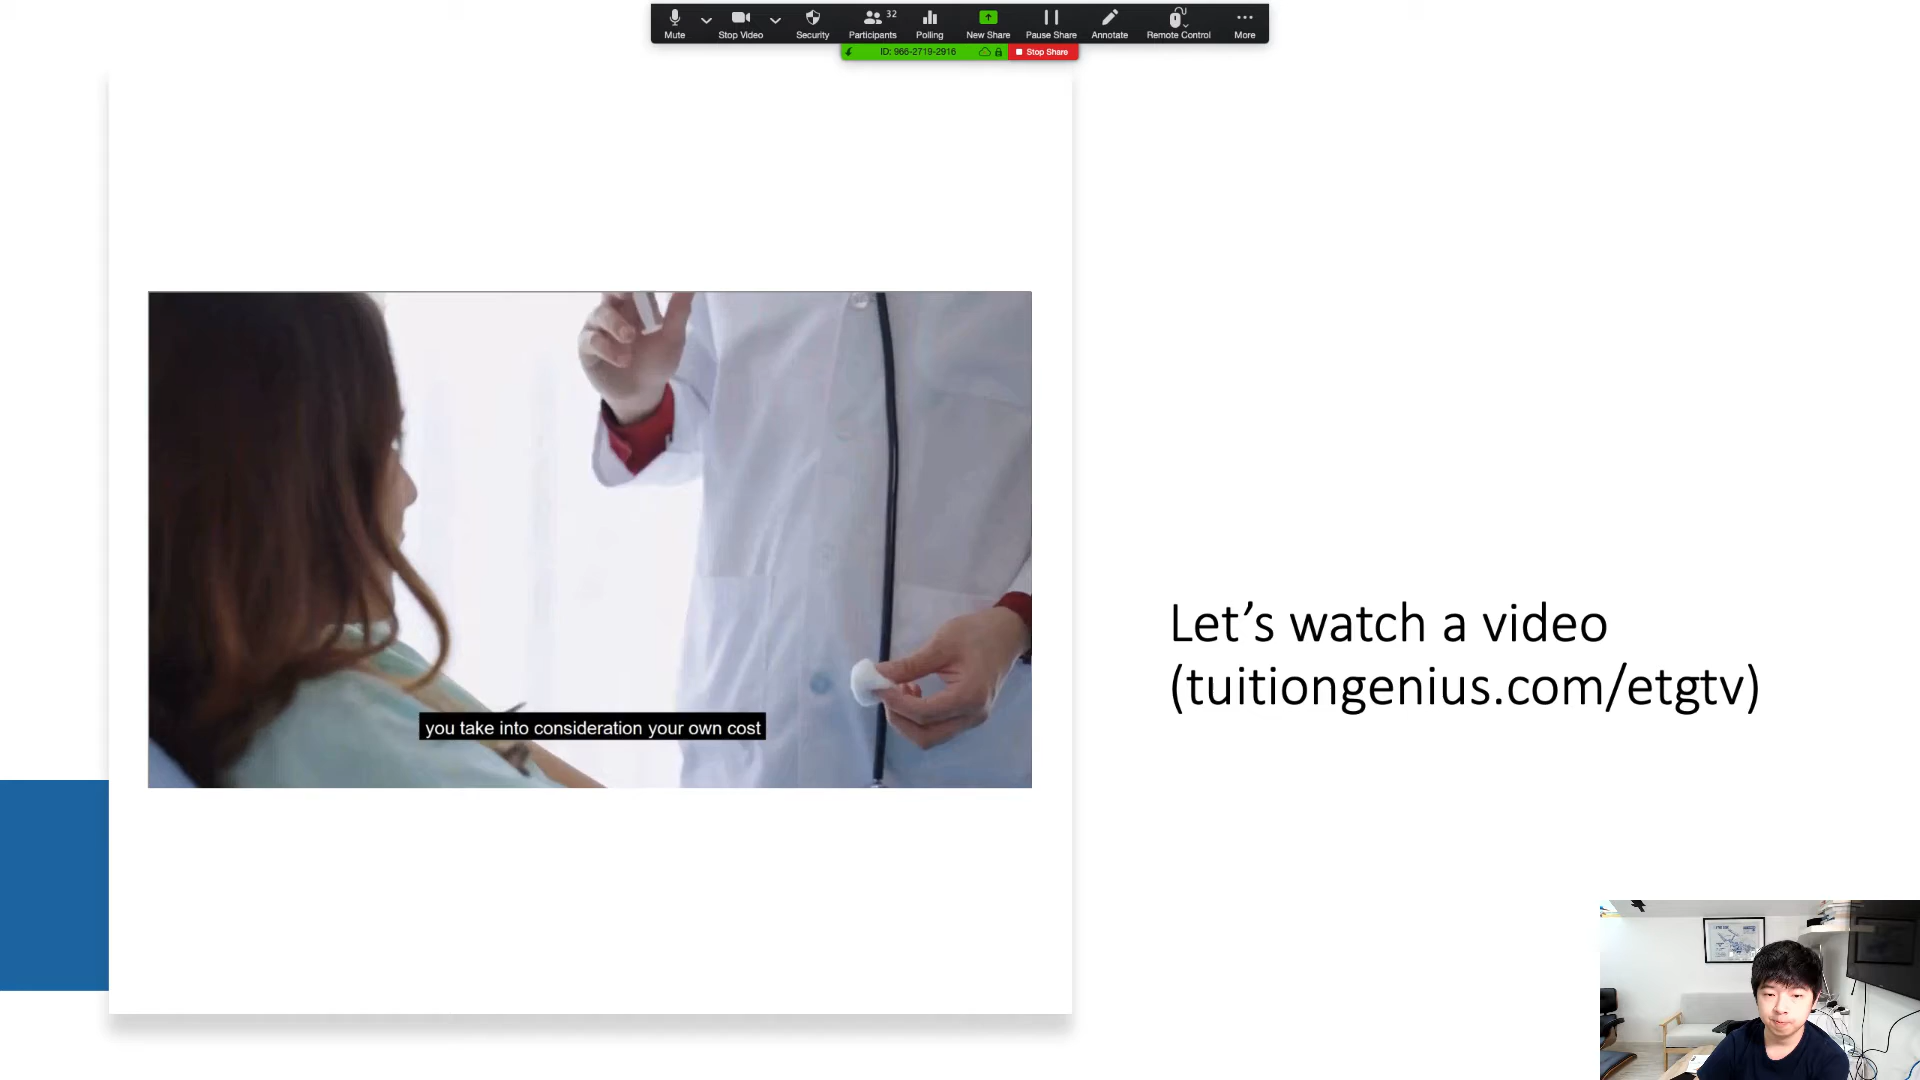 Mute
Stop Video
Security
Participants
32
Polling
New Share
Pause Share
Annotate
Remote Control
More
ID: 966-2719-2916
Stop Share
you take into consideration your own cost
Let’s watch a video
(tuitiongenius.com/etgtv)